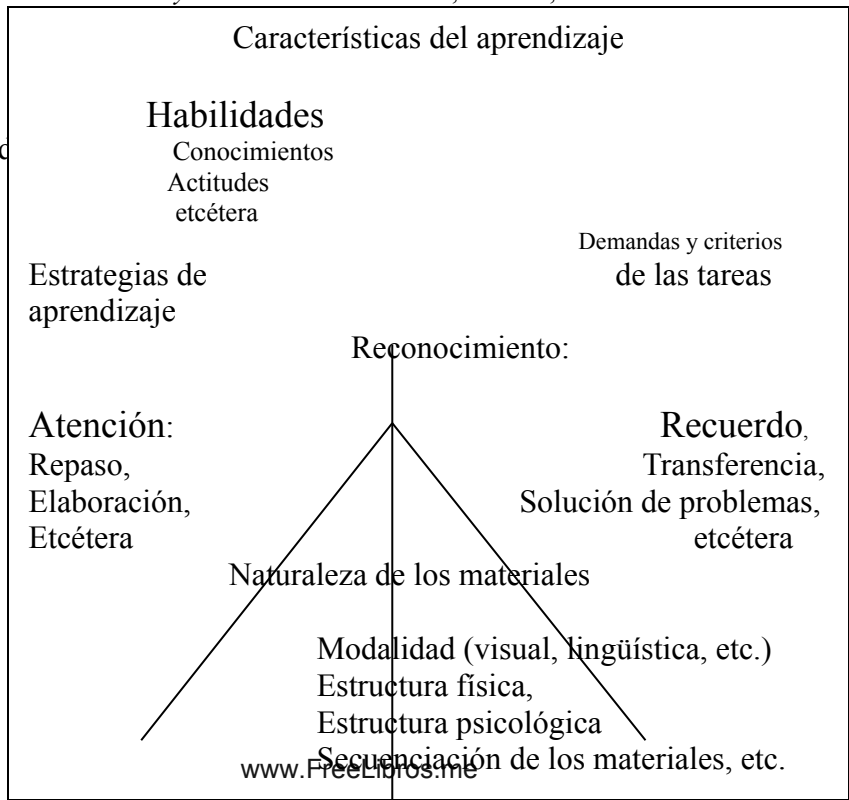 Características del aprendizaje
Habilidades
Conocimientos
Actitudes
etcétera
Demandas y criterios
de las tareas
Estrategias de
aprendizaje
Reconocimiento:
Atención:
Repaso,
Elaboración,
Etcétera
Recuerdo,
Transferencia,
Solución de problemas,
etcétera
Naturaleza de los materiales
Modalidad (visual, lingüística, etc.)
Estructura física,
Estructura psicológica
Secuenciación de los materiales, etc.
www.FreeLibros.me